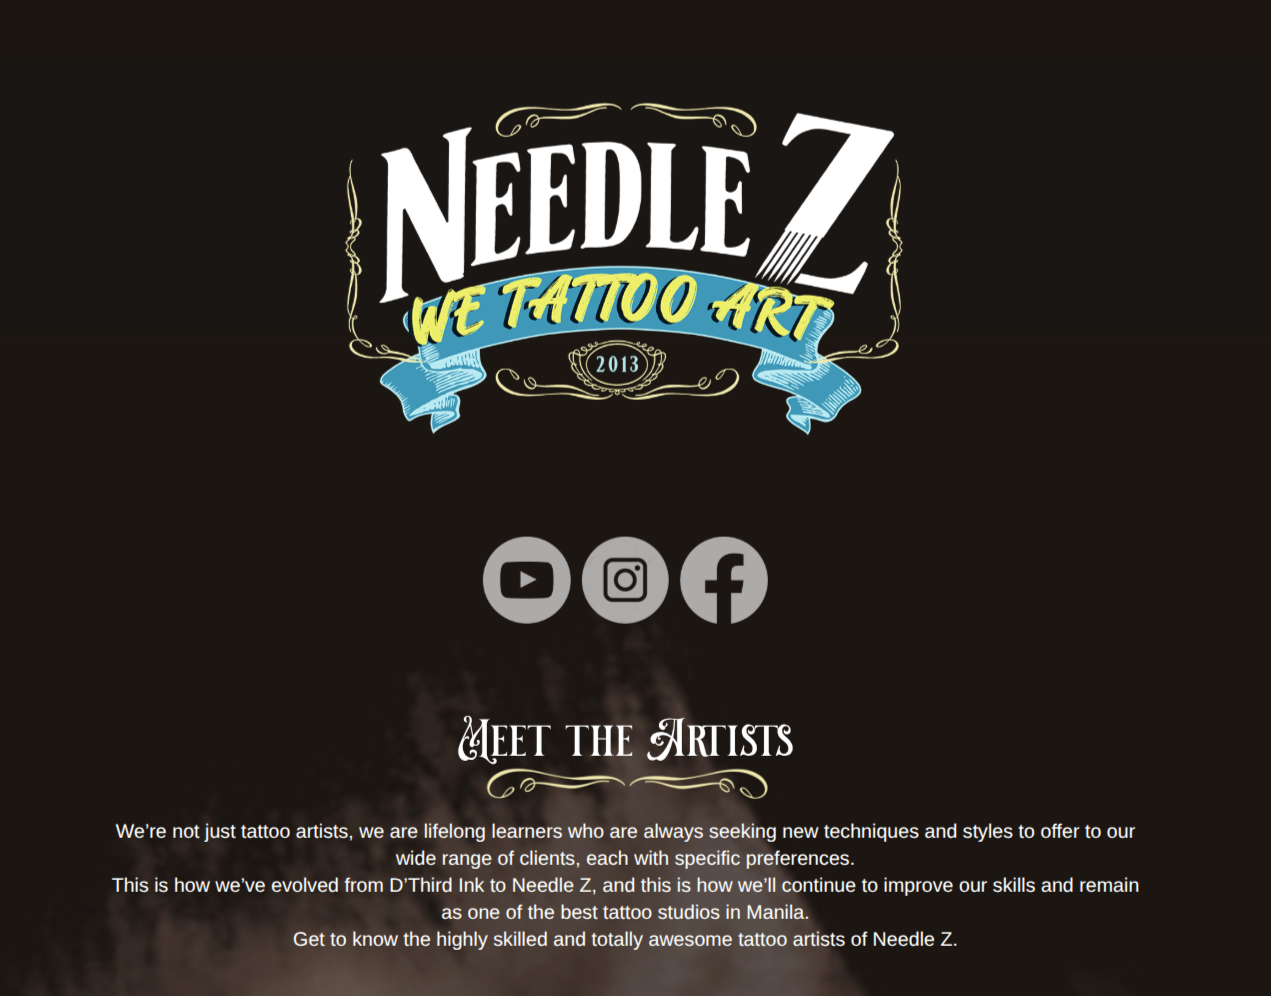 NEEDLE Z
WE TATTOO ART
2013
MEET THE ARTISTS
We’re not just tattoo artists, we are lifelong learners who are always seeking new techniques and styles to offer to our
wide range of clients, each with specific preferences.
This is how we’ve evolved from D’Third Ink to Needle Z, and this is how we’ll continue to improve our skills and remain
as one of the best tattoo studios in Manila.
Get to know the highly skilled and totally awesome tattoo artists of Needle Z.